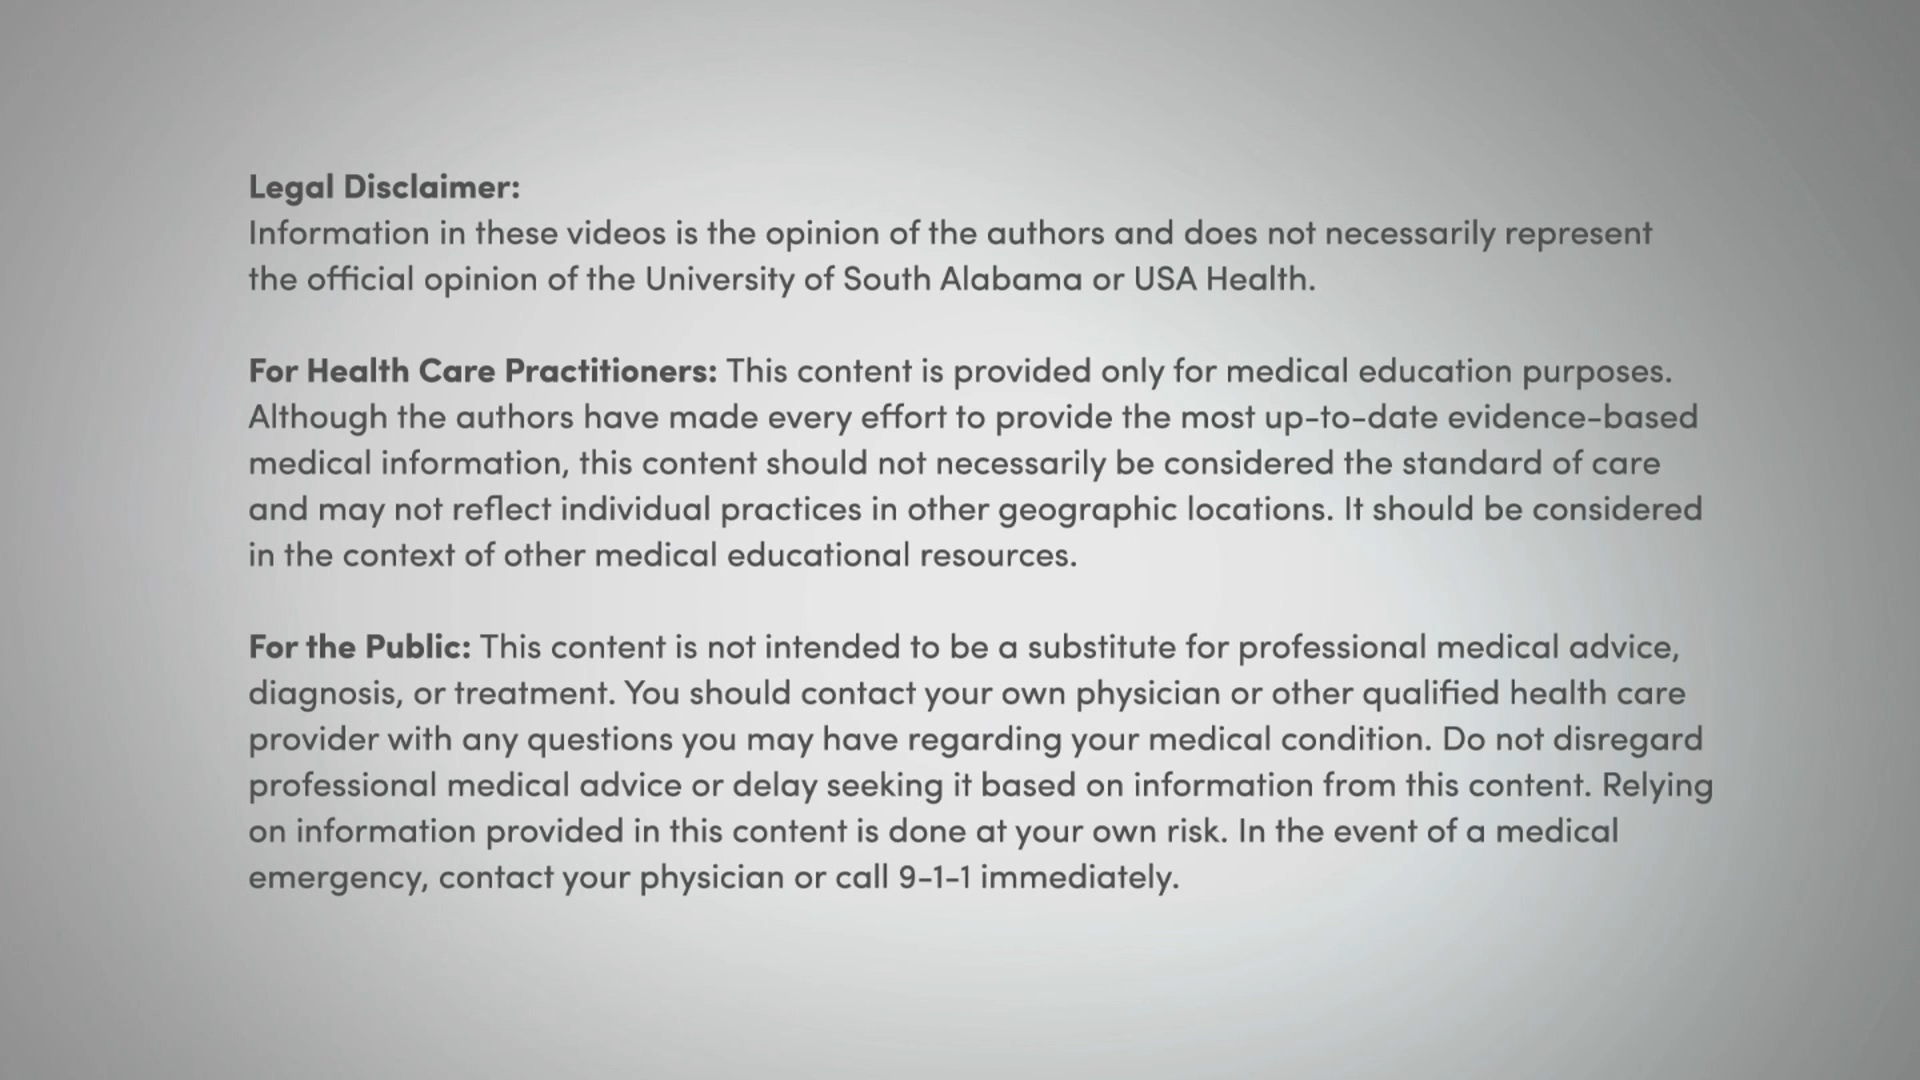 Legal Disclaimer:
Information in these videos is the opinion of the authors and does not necessarily represent
the official opinion of the University of South Alabama or USA Health.
For Health Care Practitioners: This content is provided only for medical education purposes.
Although the authors have made every effort to provide the most up-to-date evidence-based
medical information, this content should not necessarily be considered the standard of care
and may not reflect individual practices in other geographic locations. It should be considered
in the context of other medical educational resources.
For the Public: This content is not intended to be a substitute for professional medical advice,
diagnosis, or treatment. You should contact your own physician or other qualified health care
provider with any questions you may have regarding your medical condition. Do not disregard
professional medical advice or delay seeking it based on information from this content. Relying
on information provided in this content is done at your own risk. In the event of a medical
emergency, contact your physician or call 9-1-1 immediately.